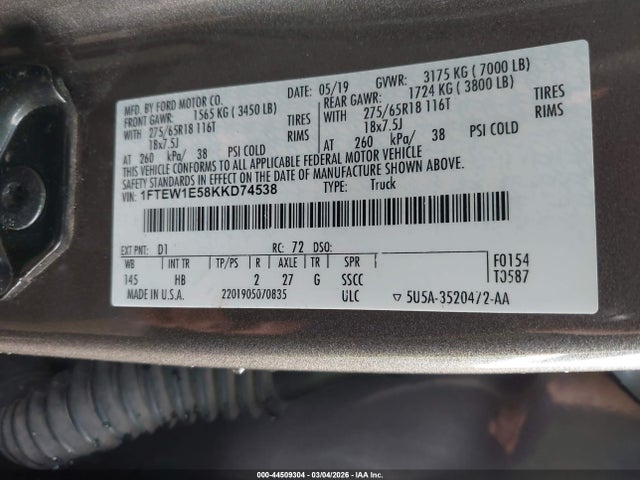 MFD. BY FORD MOTOR CO. DATE: 05/19 GVWR: 3175 KG ( 7000 LB)
FRONT GAWR: 1565 KG ( 3450 LB) REAR GAWR: 1724 KG ( 3800 LB)
WITH 275/65R18 116T TIRES WITH 275/65R18 116T TIRES
18x7.5J RIMS 18x7.5J RIMS
AT 260 kPa/ 38 PSI COLD AT 260 kPa/ 38 PSI COLD
THIS VEHICLE CONFORMS TO ALL APPLICABLE FEDERAL MOTOR VEHICLE
SAFETY STANDARDS IN EFFECT ON THE DATE OF MANUFACTURE SHOWN ABOVE.
VIN: 1FTEW1E58KKD74538 TYPE: Truck
EXT PNT: D1 RC: 72 DSO:
WB INT TR TP/PS R AXLE TR SPR
145 HB 2 27 G SSCC
F0154
T0587
MADE IN U.S.A. 2201905070835 ULC 5U5A-3520472-AA
000-44509304 | 03/04/2026 - IAA Inc.